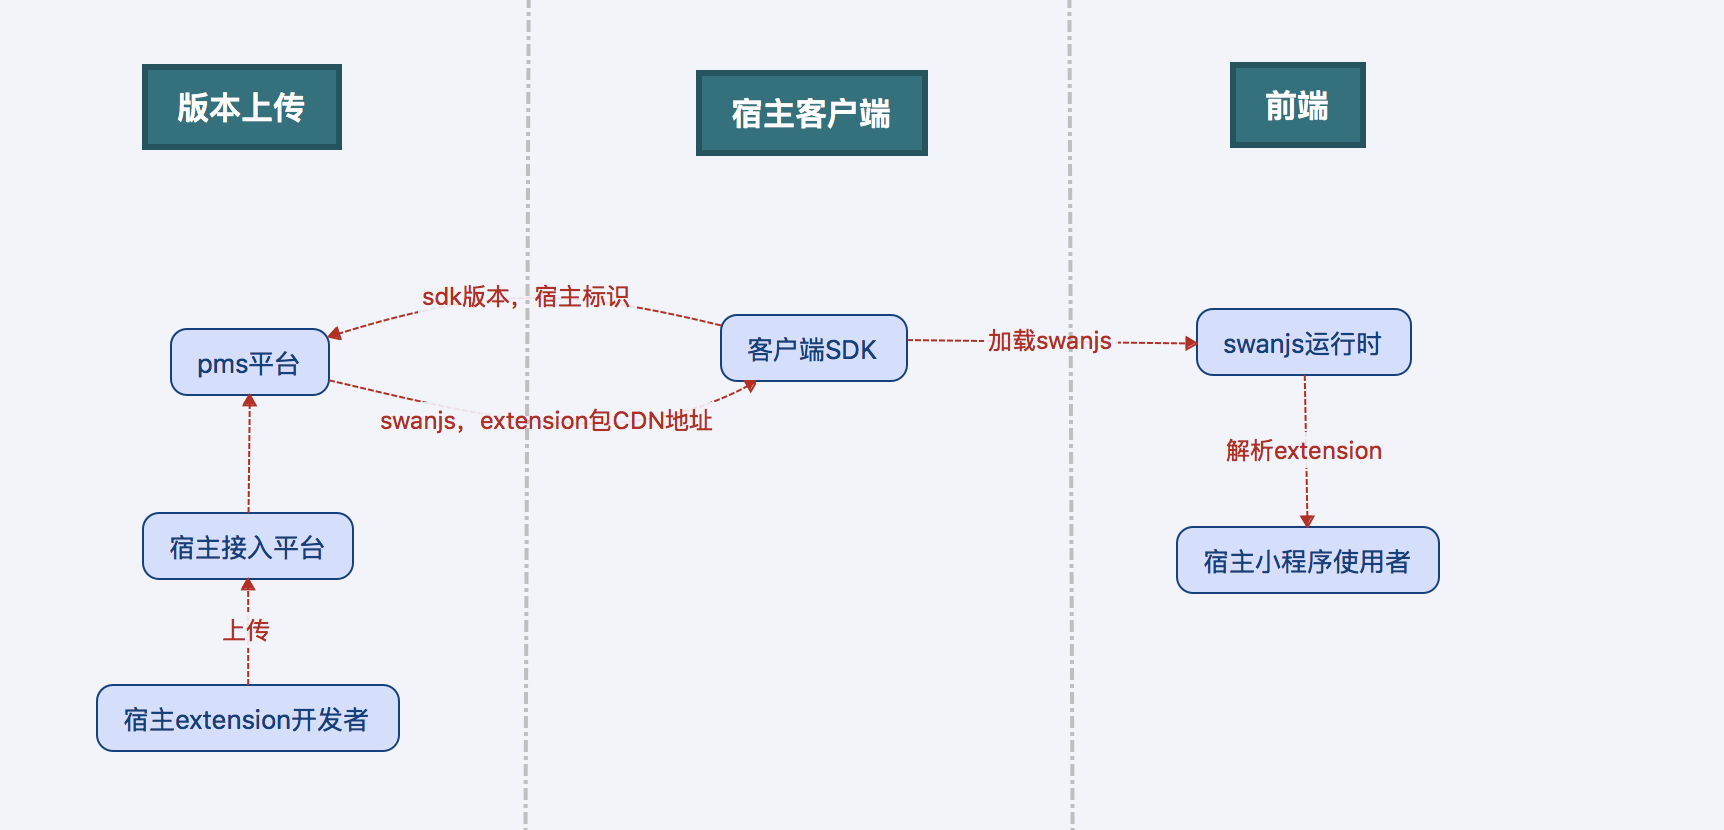 版本上传
宿主客户端
前端
sdk版本，宿主标识
pms平台
客户端SDK
加载swanjs
swanjs运行时
swanjs，extension包CDN地址
解析extension
宿主接入平台
宿主小程序使用者
上传
宿主extension开发者